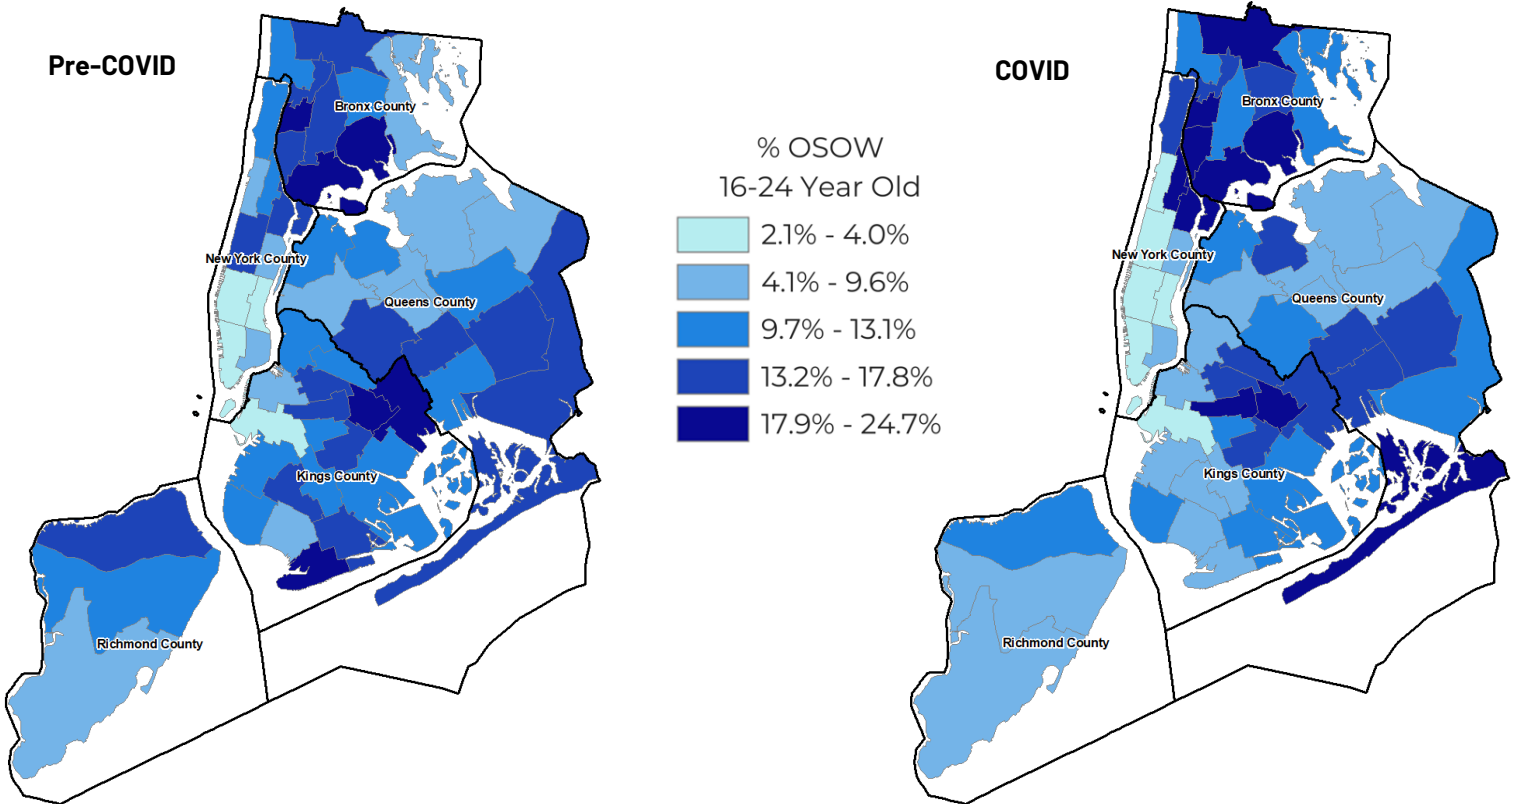 Pre-COVID
Bronx County
New York County
Queens County
Kings County
Richmond County
% OSOW
16-24 Year Old
2.1% - 4.0%
4.1% - 9.6%
9.7% - 13.1%
13.2% - 17.8%
17.9% - 24.7%
COVID
Bronx County
New York County
Queens County
Kings County
Richmond County